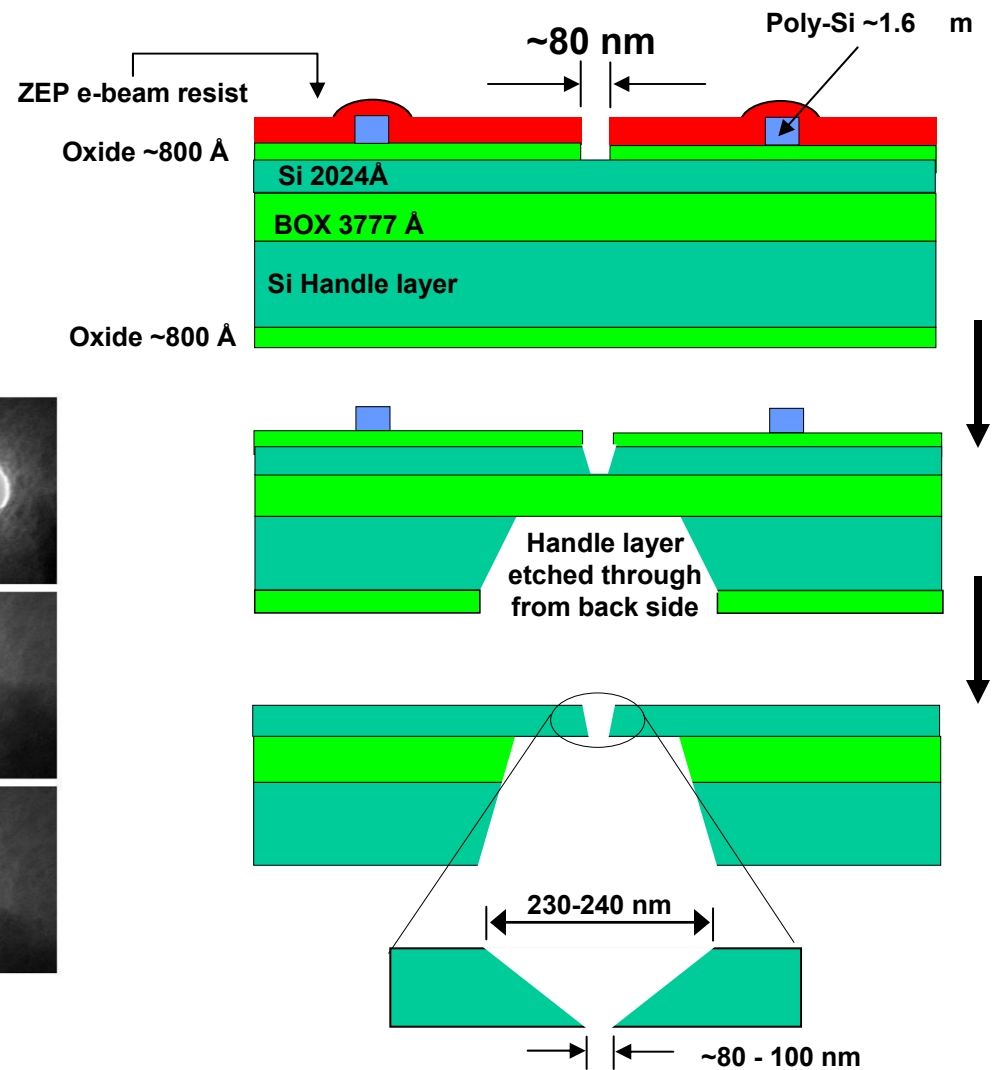 Poly-Si ~1.6 m
~80 nm
ZEP e-beam resist
Oxide ~800 Å
Si 2024Å
BOX 3777 Å
Si Handle layer
Oxide ~800 Å
Handle layer
etched through
from back side
230-240 nm
~80 - 100 nm